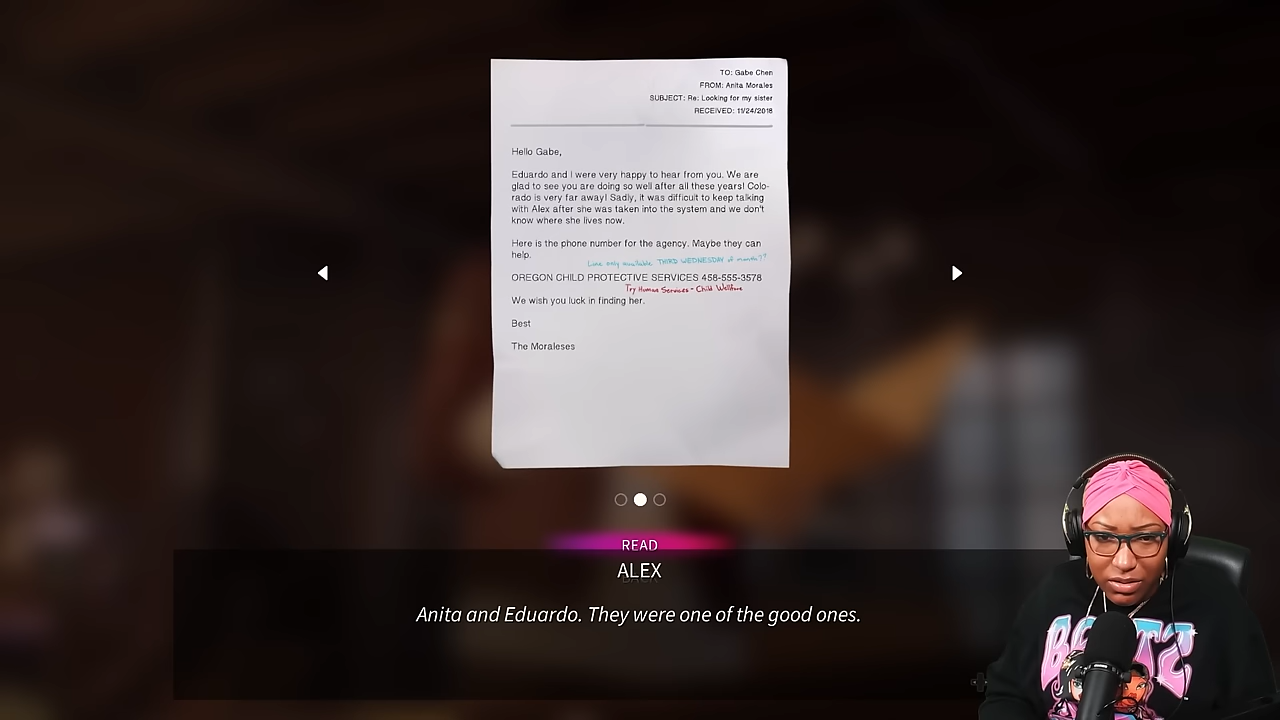 TO: Gabe Chen
FROM: Anita Morales
SUBJECT: Re: Looking for my sister
RECEIVED: 11/24/2018
Hello Gabe,
Eduardo and I were very happy to hear from you. We are
glad to see you are doing so well after all these years! Colo-
rado is very far away! Sadly, it was difficult to keep talking
with Alex after she was taken into the system and we don't
know where she lives now.
Here is the phone number for the agency. Maybe they can
help.
Line only available THIRD WEDNESDAY of month??
OREGON CHILD PROTECTIVE SERVICES 458-555-3578
Try Human Services - Child Welfare
We wish you luck in finding her.
Best
The Moraleses
READ
ALEX
Anita and Eduardo. They were one of the good ones.